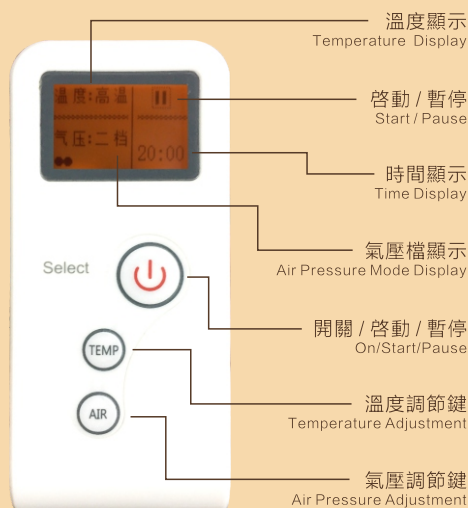 溫度顯示
Temperature Display
溫度:高溫
啓動 / 暫停
Start / Pause
气压:二档
20:00
時間顯示
Time Display
氣壓檔顯示
Air Pressure Mode Display
Select
開關 / 啓動 / 暫停
On/Start/Pause
TEMP
溫度調節鍵
Temperature Adjustment
AIR
氣壓調節鍵
Air Pressure Adjustment